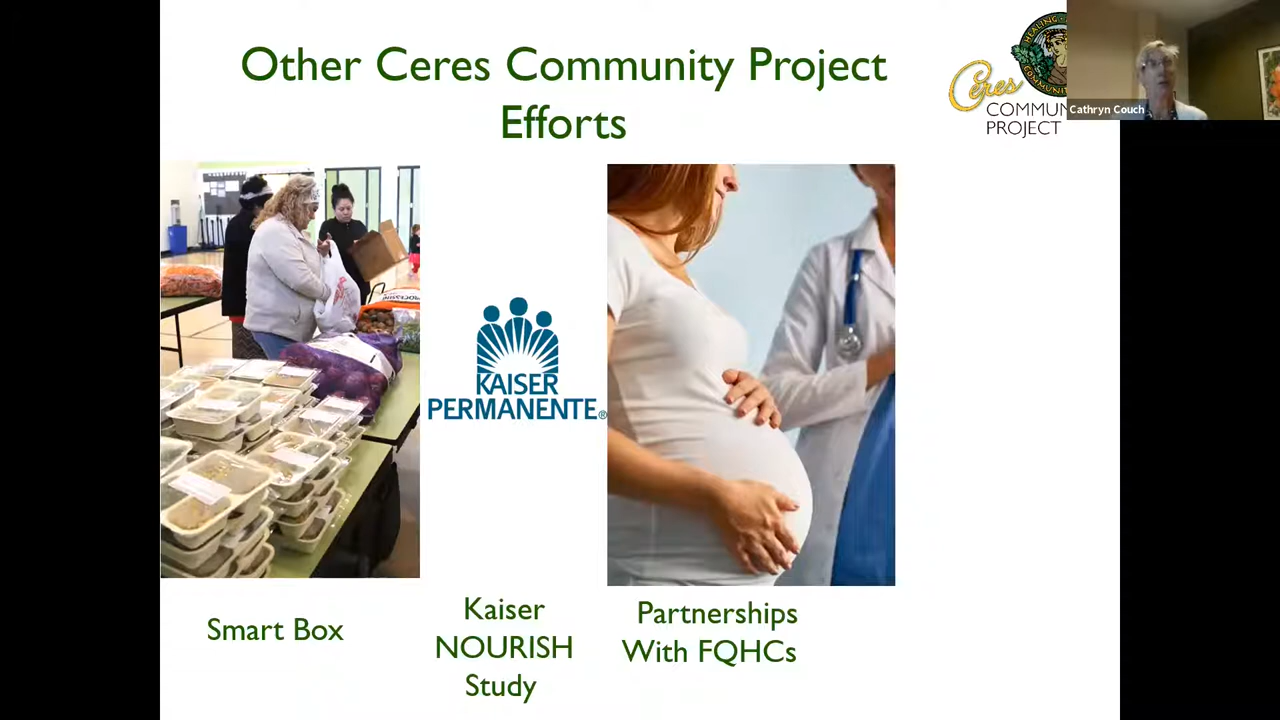 Other Ceres Community Project
Efforts
HEALING
Ceres
COMMUN
PROJECT
Cathryn Couch
KAISER
PERMANENTE®
Smart Box
Kaiser
NOURISH
Study
Partnerships
With FQHCs